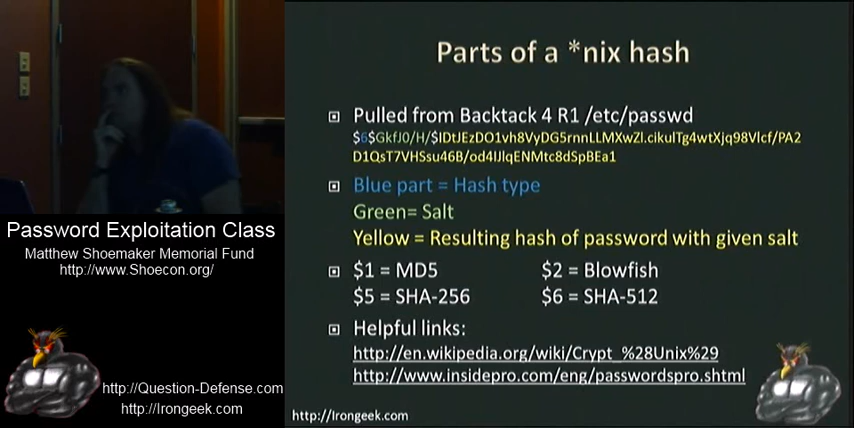 Parts of a *nix hash
Pulled from Backtack 4 R1 /etc/passwd
$6$GkfJ0/H/$IDtJEzDO1vh8VyDG5rnnLLMXwZl.cikulTg4wtXjq98Vlcf/PA2
D1QsT7VHSsu46B/od4IJlqENMtc8dSpBEa1
Blue part = Hash type
Green= Salt
Yellow = Resulting hash of password with given salt
$1 = MD5 $2 = Blowfish
$5 = SHA-256 $6 = SHA-512
Helpful links:
http://en.wikipedia.org/wiki/Crypt_%28Unix%29
http://www.insidepro.com/eng/passwordspro.shtml
http://Irongeek.com
Password Exploitation Class
Matthew Shoemaker Memorial Fund
http://www.Shoecon.org/
http://Question-Defense.com
http://Irongeek.com